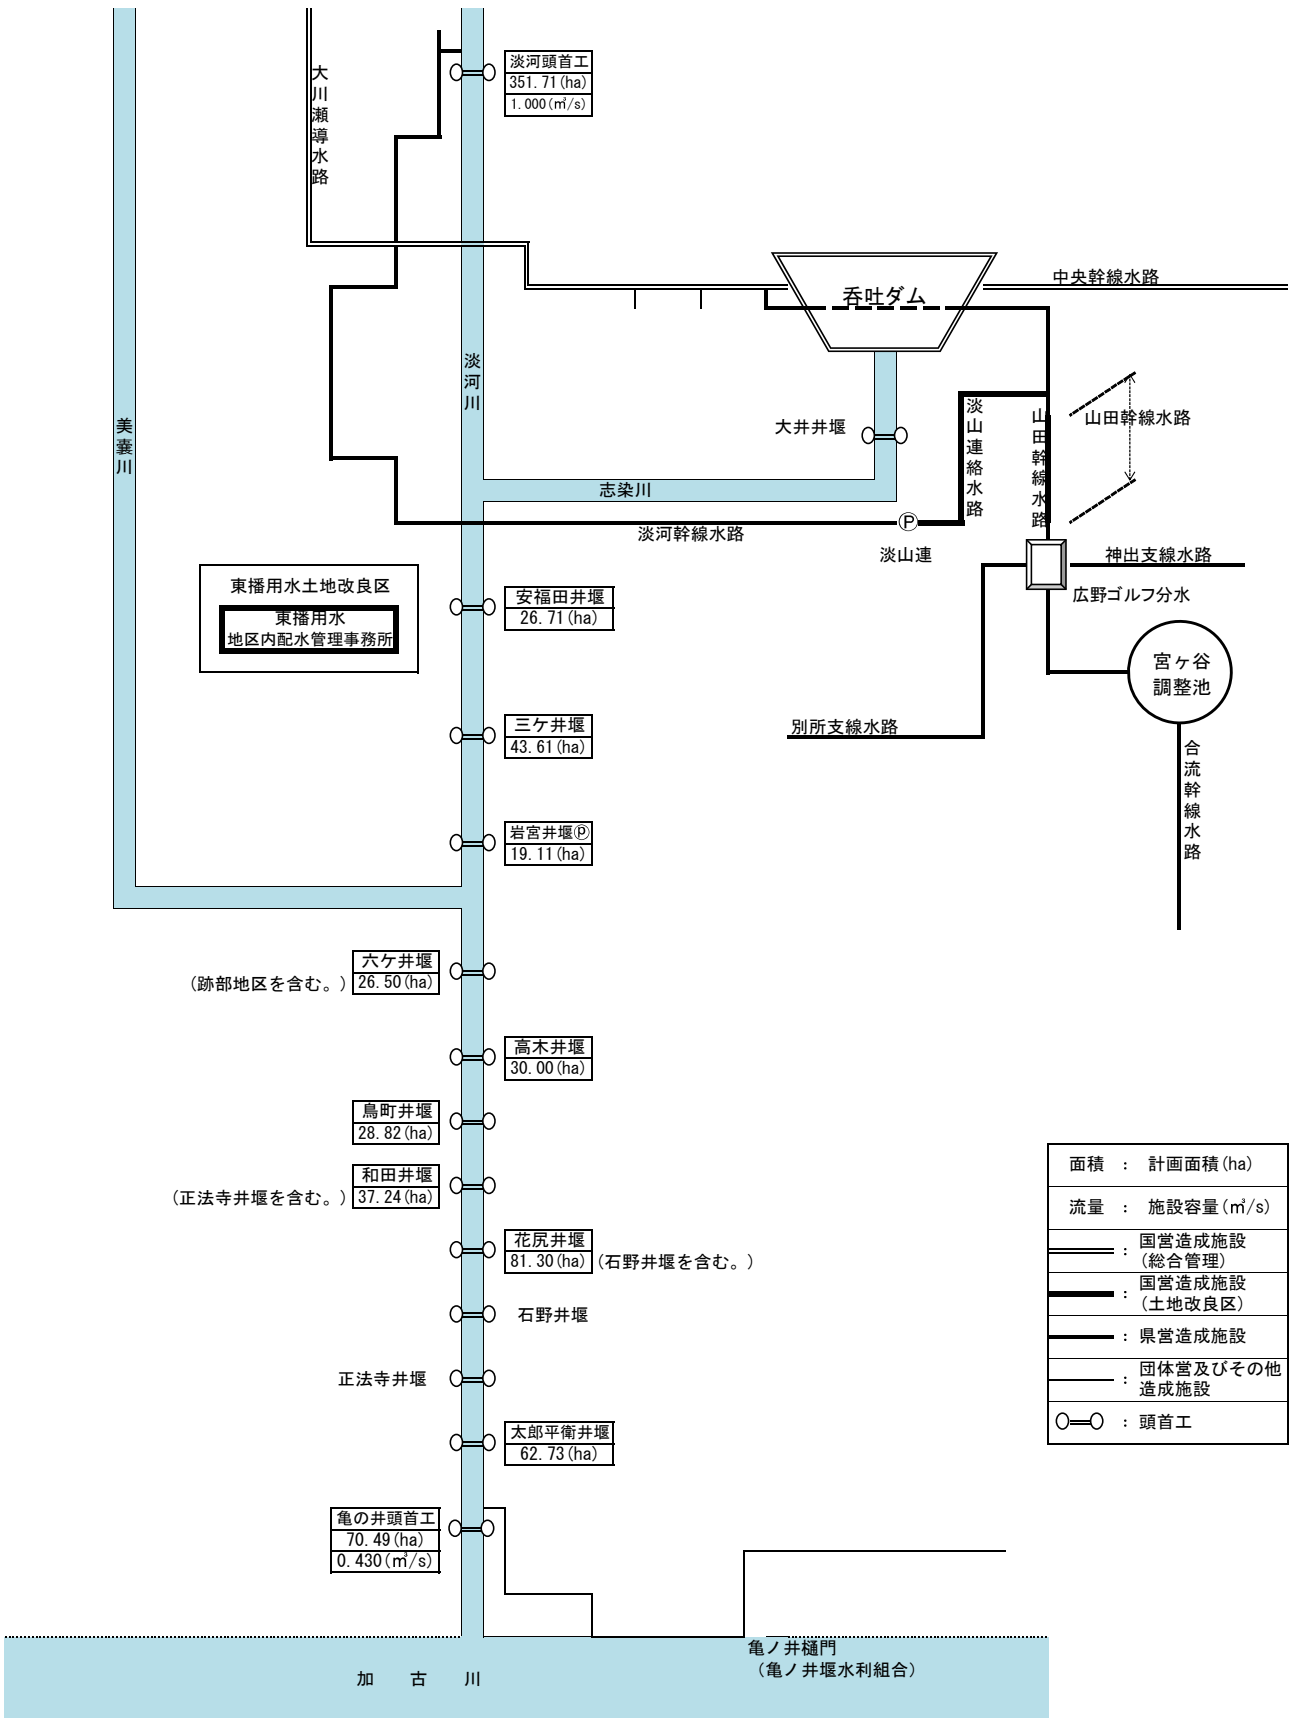 淡河頭首工
351.71(ha)
1.000(㎥/s)
大川瀬導水路
中央幹線水路
呑吐ダム
淡河川
美嚢川
大井井堰
淡山連絡水路
山田幹線水路
山田幹線水路
志染川
淡河幹線水路
Ⓟ
淡山連
神出支線水路
広野ゴルフ分水
東播用水土地改良区
東播用水
地区内配水管理事務所
安福田井堰
26.71(ha)
宮ヶ谷
調整池
三ケ井堰
43.61(ha)
別所支線水路
合流幹線水路
岩宮井堰ⓟ
19.11(ha)
六ケ井堰
(跡部地区を含む。)
26.50(ha)
高木井堰
30.00(ha)
鳥町井堰
28.82(ha)
和田井堰
(正法寺井堰を含む。)
37.24(ha)
花尻井堰
81.30(ha)
(石野井堰を含む。)
石野井堰
正法寺井堰
太郎平衛井堰
62.73(ha)
亀の井頭首工
70.49(ha)
0.430(㎥/s)
面積 : 計画面積(ha)
流量 : 施設容量(㎥/s)
: 国営造成施設
(総合管理)
: 国営造成施設
(土地改良区)
: 県営造成施設
: 団体営及びその他
造成施設
: 頭首工
亀ノ井樋門
(亀ノ井堰水利組合)
加 古 川